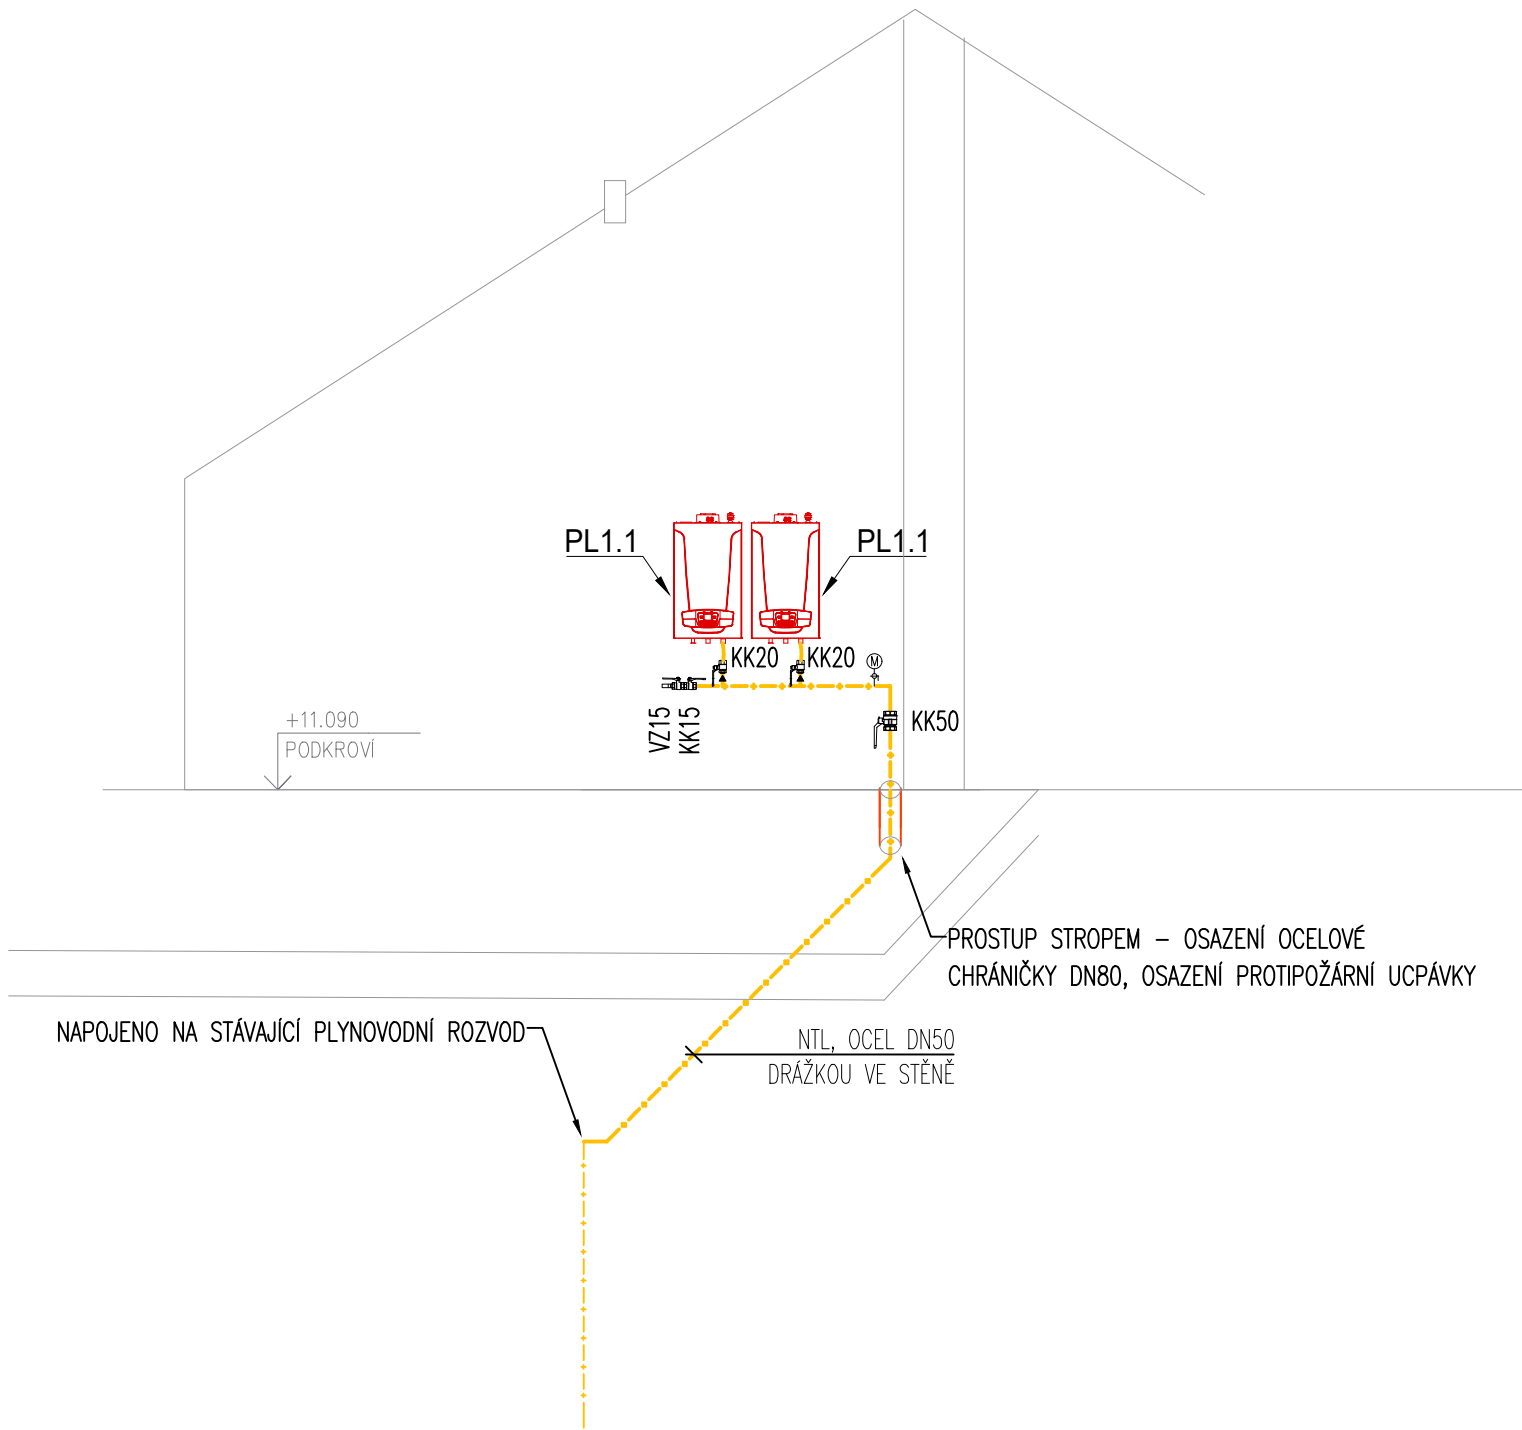 PL1.1
PL1.1
KK20
KK20
M
VZ15
KK15
KK50
+11.090
PODKROVÍ
PROSTUP STROPEM – OSAZENÍ OCELOVÉ
CHRÁNIČKY DN80, OSAZENÍ PROTIPOŽÁRNÍ UCPÁVKY
NAPOJENO NA STÁVAJÍCÍ PLYNOVODNÍ ROZVOD
NTL, OCEL DN50
DRÁŽKOU VE STĚNĚ